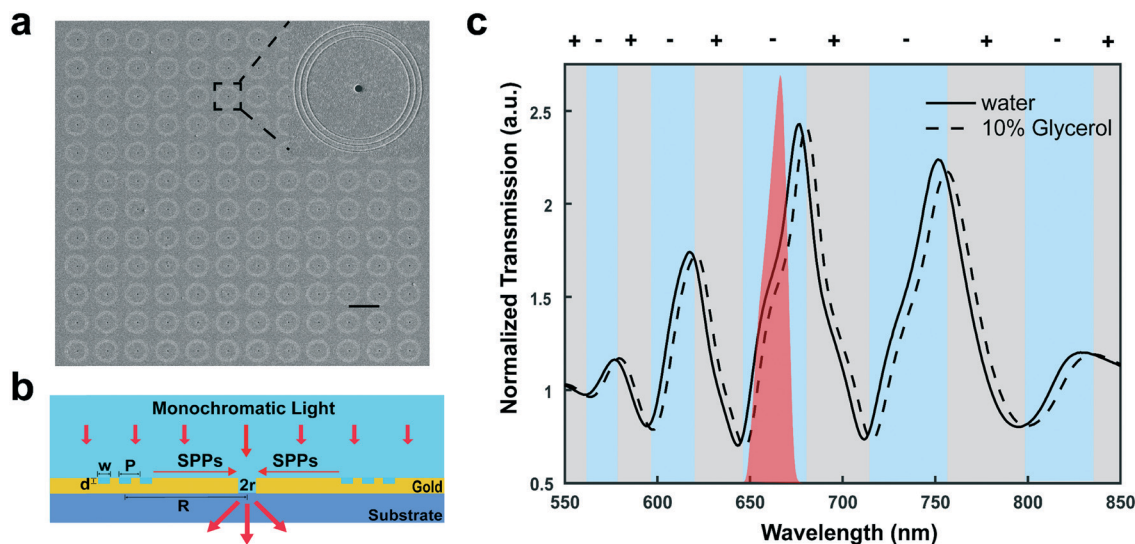 a
b
Monochromatic Light
SPPs SPPs
w P
d 2r Gold
R
Substrate
c
+ - + - + - + - + - +
Normalized Transmission (a.u.)
2.5
2
1.5
1
0.5
water
10% Glycerol
550 600 650 700 750 800 850
Wavelength (nm)